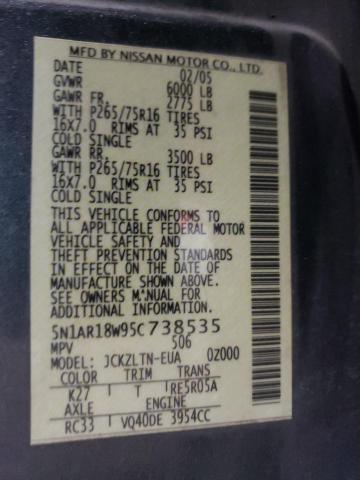 MFD BY NISSAN MOTOR CO., LTD.
DATE 02/05
GVWR 6000 LB
GAWR FR. 2775 LB
WITH P265/75R16 TIRES
16X7.0 RIMS AT 35 PSI
COLD SINGLE
GAWR RR. 3500 LB
WITH P265/75R16 TIRES
16X7.0 RIMS AT 35 PSI
COLD SINGLE
THIS VEHICLE CONFORMS TO
ALL APPLICABLE FEDERAL MOTOR
VEHICLE SAFETY AND
THEFT PREVENTION STANDARDS
IN EFFECT ON THE DATE OF
MANUFACTURE SHOWN ABOVE.
SEE OWNERS MANUAL FOR
ADDITIONAL INFORMATION.
5N1AR18W95C738535
MPV 506
MODEL: JCKZLTN-EUA 0Z000
COLOR TRIM TRANS
K27 T RE5R05A
AXLE ENGINE
RC33 VQ40DE 3954CC